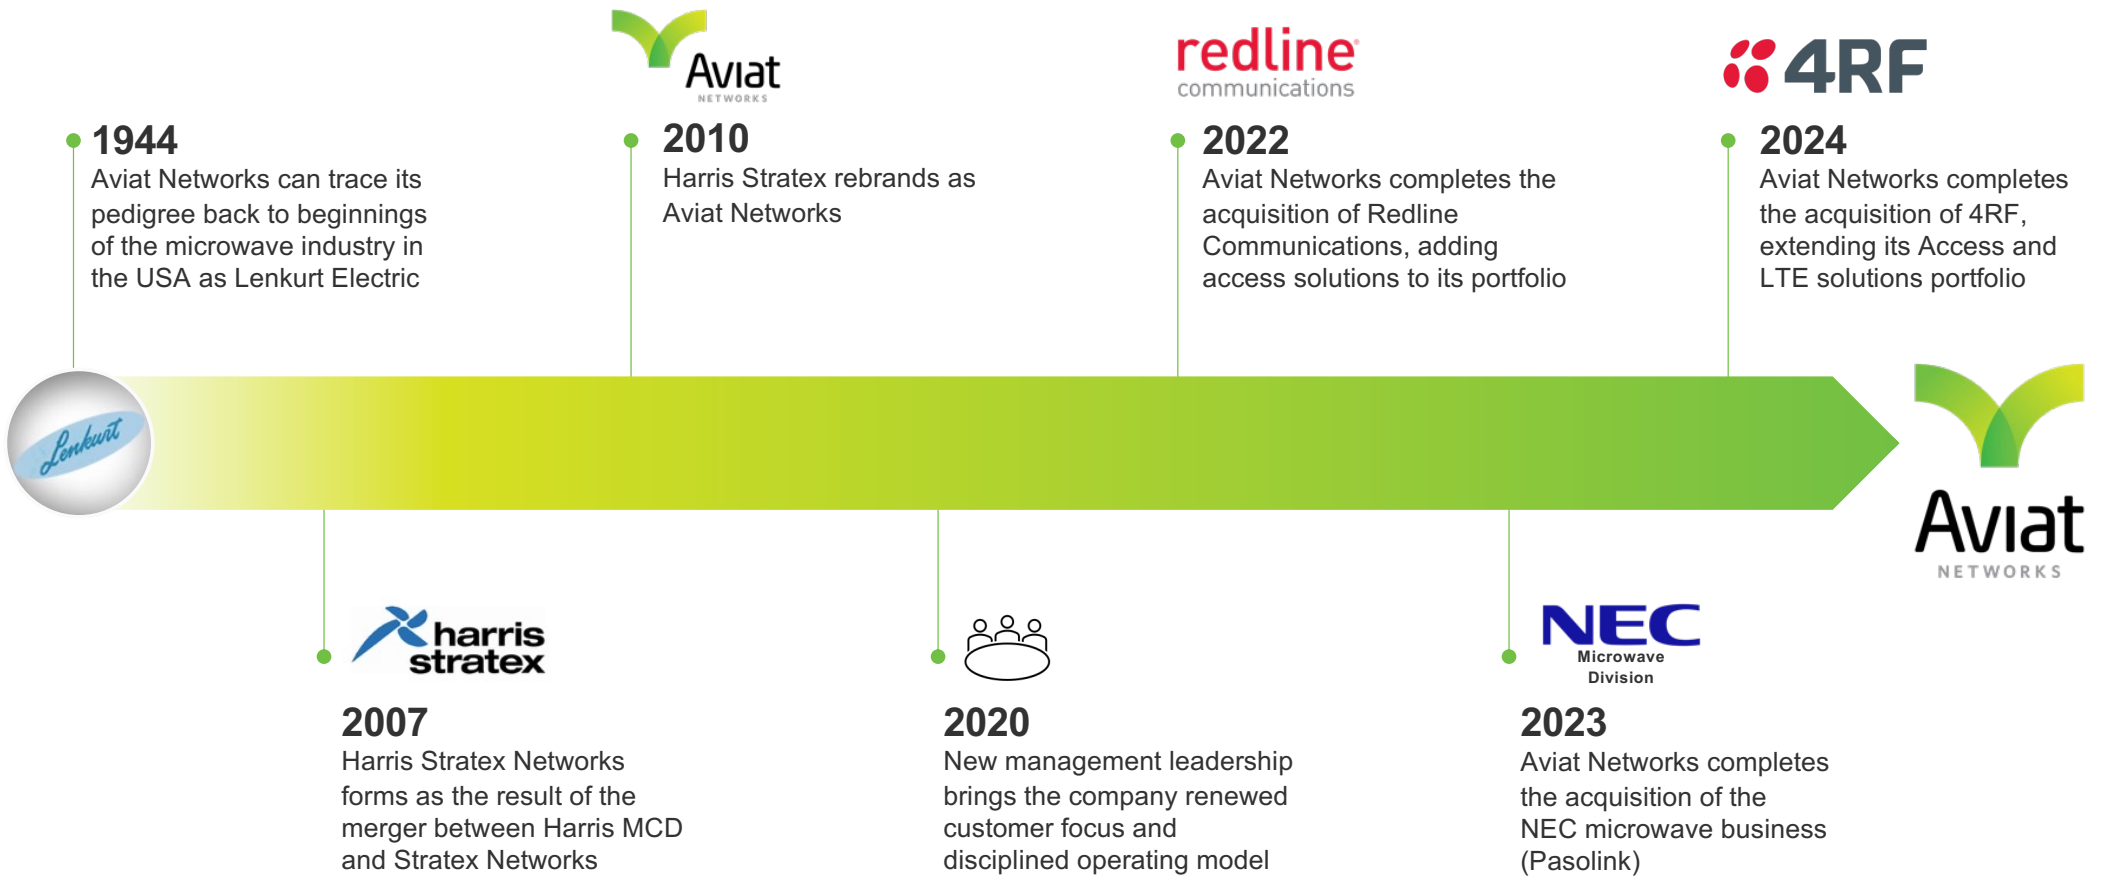 Aviat
NETWORKS
redline
communications
4RF
1944
Aviat Networks can trace its
pedigree back to beginnings
of the microwave industry in
the USA as Lenkurt Electric
2010
Harris Stratex rebrands as
Aviat Networks
2022
Aviat Networks completes the
acquisition of Redline
Communications, adding
access solutions to its portfolio
2024
Aviat Networks completes
the acquisition of 4RF,
extending its Access and
LTE solutions portfolio
Lenkurt
Aviat
NETWORKS
harris
stratex
2007
Harris Stratex Networks
forms as the result of the
merger between Harris MCD
and Stratex Networks
2020
New management leadership
brings the company renewed
customer focus and
disciplined operating model
NEC
Microwave
Division
2023
Aviat Networks completes
the acquisition of the
NEC microwave business
(Pasolink)